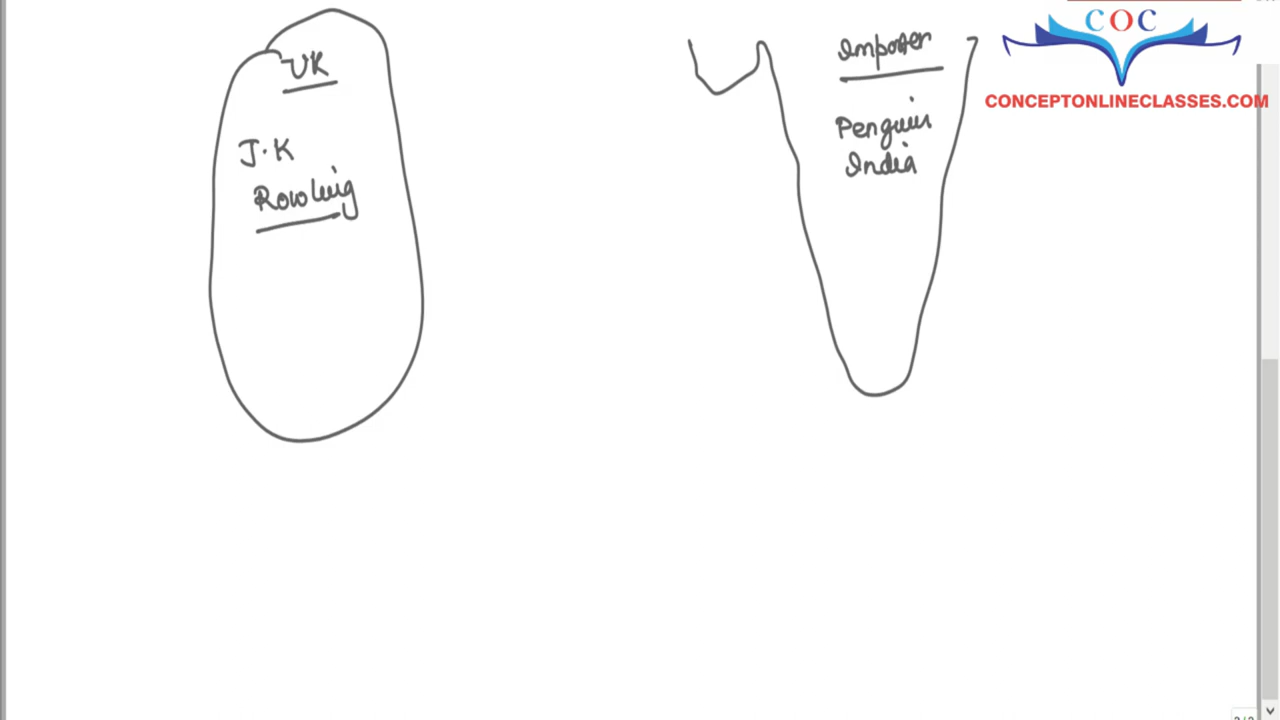 UK
J.K
Rowling
Importer
Penguin
India
COC
CONCEPTONLINECLASSES.COM